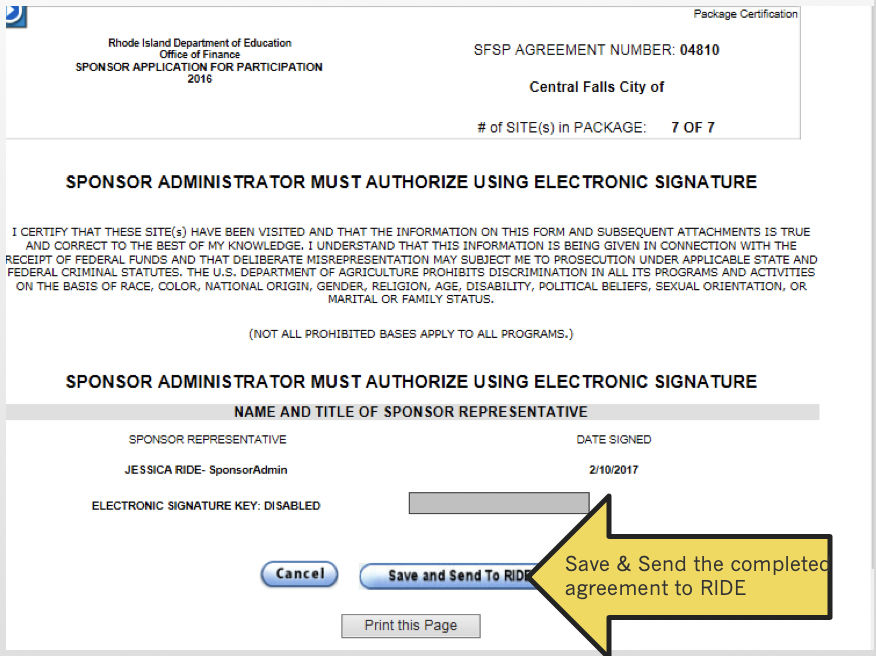 Package Certification
Rhode Island Department of Education
Office of Finance
SPONSOR APPLICATION FOR PARTICIPATION
2016
SFSP AGREEMENT NUMBER: 04810
Central Falls City of
# of SITE(s) in PACKAGE: 7 OF 7
SPONSOR ADMINISTRATOR MUST AUTHORIZE USING ELECTRONIC SIGNATURE
I CERTIFY THAT THESE SITE(s) HAVE BEEN VISITED AND THAT THE INFORMATION ON THIS FORM AND SUBSEQUENT ATTACHMENTS IS TRUE
AND CORRECT TO THE BEST OF MY KNOWLEDGE. I UNDERSTAND THAT THIS INFORMATION IS BEING GIVEN IN CONNECTION WITH THE
RECEIPT OF FEDERAL FUNDS AND THAT DELIBERATE MISREPRESENTATION MAY SUBJECT ME TO PROSECUTION UNDER APPLICABLE STATE AND
FEDERAL CRIMINAL STATUTES. THE U.S. DEPARTMENT OF AGRICULTURE PROHIBITS DISCRIMINATION IN ALL ITS PROGRAMS AND ACTIVITIES
ON THE BASIS OF RACE, COLOR, NATIONAL ORIGIN, GENDER, RELIGION, AGE, DISABILITY, POLITICAL BELIEFS, SEXUAL ORIENTATION, OR
MARITAL OR FAMILY STATUS.
(NOT ALL PROHIBITED BASES APPLY TO ALL PROGRAMS.)
SPONSOR ADMINISTRATOR MUST AUTHORIZE USING ELECTRONIC SIGNATURE
NAME AND TITLE OF SPONSOR REPRESENTATIVE
SPONSOR REPRESENTATIVE DATE SIGNED
JESSICA RIDE- SponsorAdmin 2/10/2017
ELECTRONIC SIGNATURE KEY: DISABLED
Cancel Save and Send To RIDE
Save & Send the completed
agreement to RIDE
Print this Page